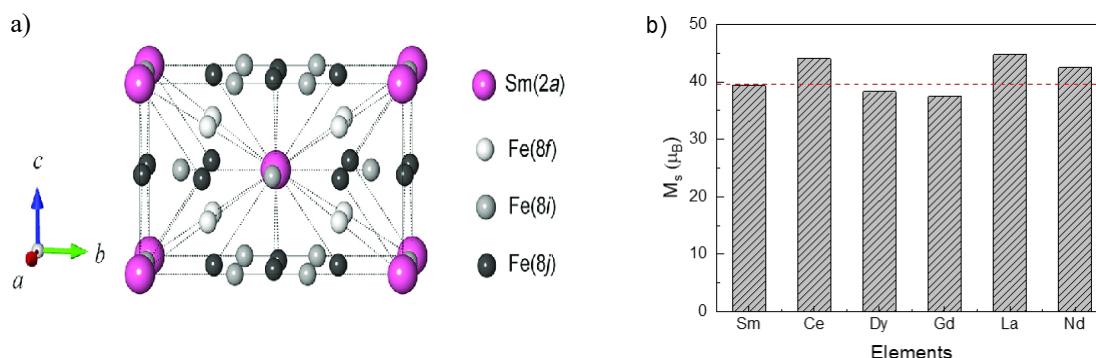 a)
Sm(2a)
Fe(8f)
Fe(8i)
Fe(8j)
c
b
a
b)
50
40
30
20
10
0
Ms (μB)
Sm Ce Dy Gd La Nd
Elements